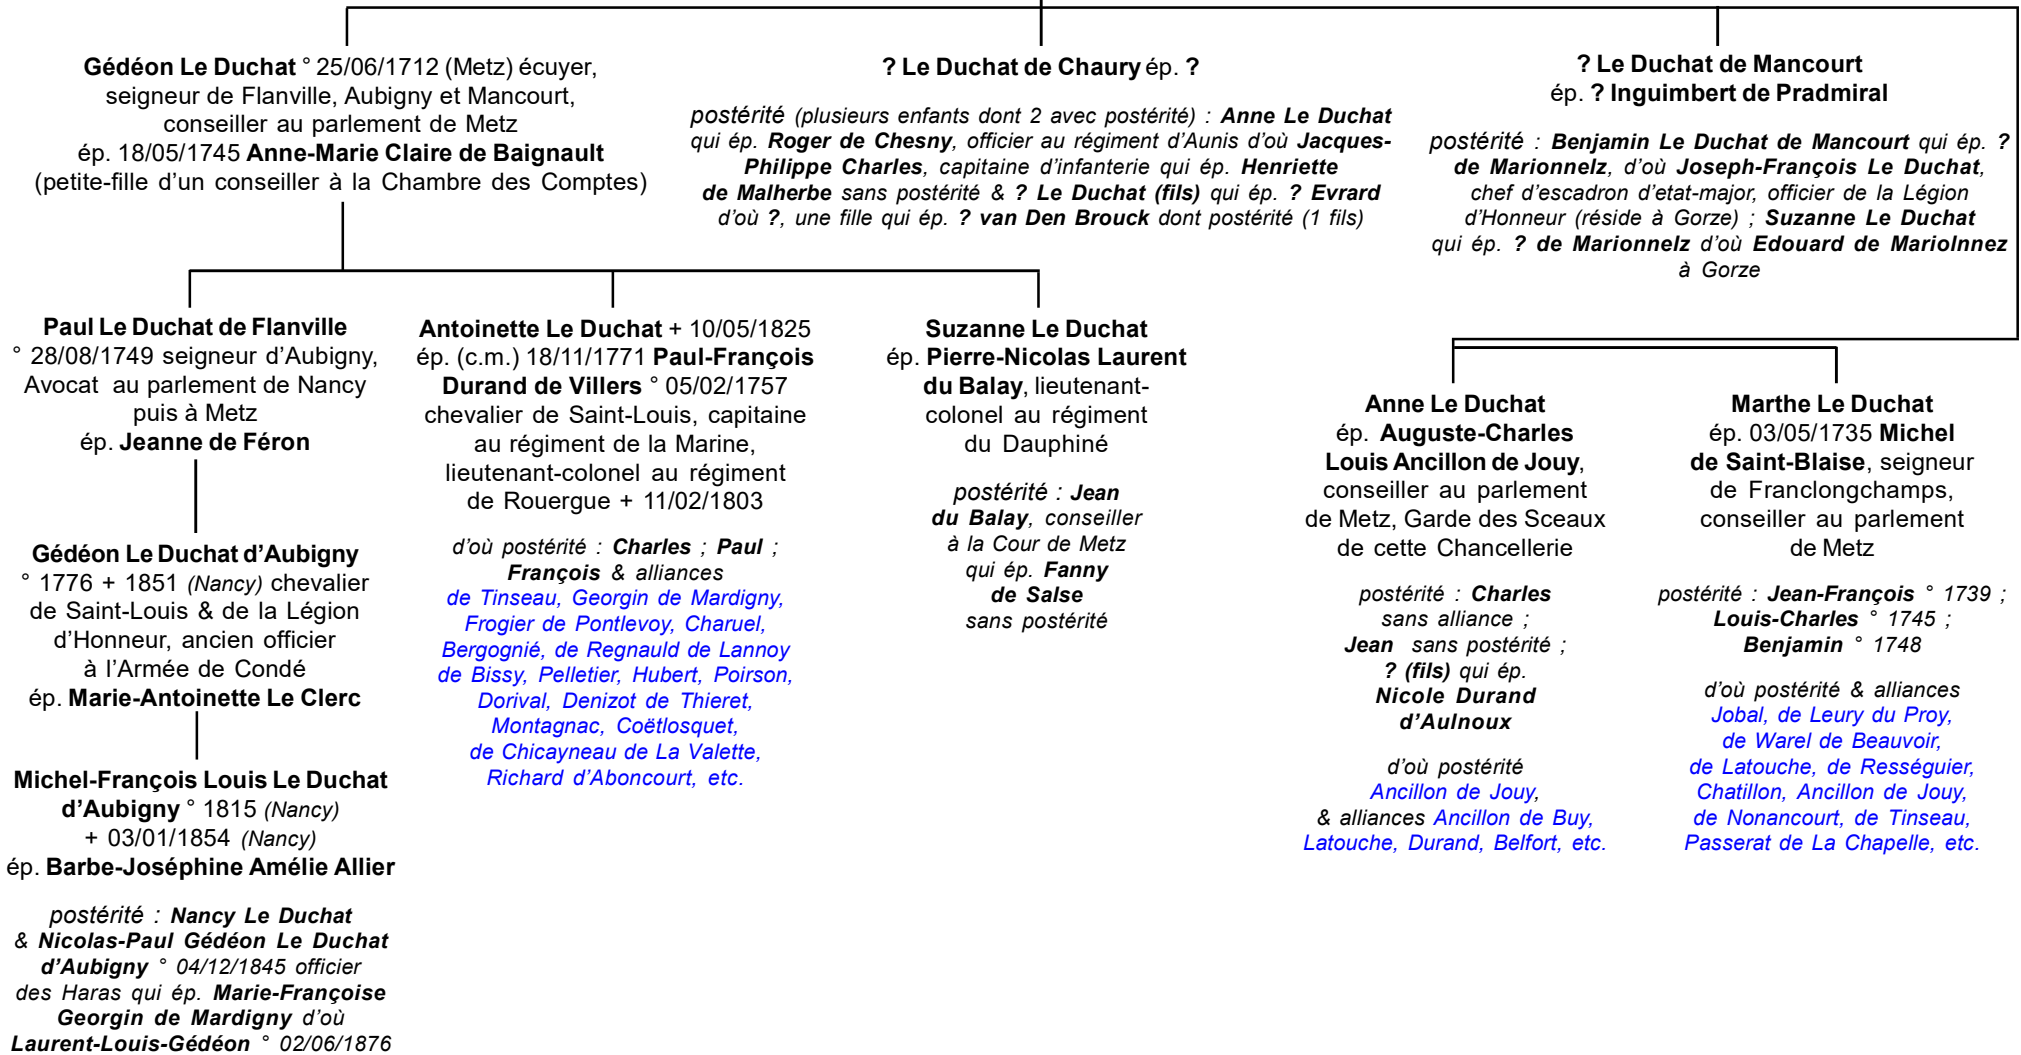 Gédéon Le Duchat ° 25/06/1712 (Metz) écuyer,
seigneur de Flanville, Aubigny et Mancourt,
conseiller au parlement de Metz
ép. 18/05/1745 Anne-Marie Claire de Baignault
(petite-fille d'un conseiller à la Chambre des Comptes)
? Le Duchat de Chaury ép. ?
postérité (plusieurs enfants dont 2 avec postérité) : Anne Le Duchat
qui ép. Roger de Chesny, officier au régiment d'Aunis d'où Jacques-
Philippe Charles, capitaine d'infanterie qui ép. Henriette
de Malherbe sans postérité & ? Le Duchat (fils) qui ép. ? Evrard
d'où ?, une fille qui ép. ? van Den Brouck dont postérité (1 fils)
? Le Duchat de Mancourt
ép. ? Inguimbert de Pradmiral
postérité : Benjamin Le Duchat de Mancourt qui ép. ?
de Marionnelz, d'où Joseph-François Le Duchat,
chef d'escadron d'etat-major, officier de la Légion
d'Honneur (réside à Gorze) ; Suzanne Le Duchat
qui ép. ? de Marionnelz d'où Edouard de Mariolnnez
à Gorze
Paul Le Duchat de Flanville
° 28/08/1749 seigneur d'Aubigny,
Avocat au parlement de Nancy
puis à Metz
ép. Jeanne de Féron
Gédéon Le Duchat d'Aubigny
° 1776 + 1851 (Nancy) chevalier
de Saint-Louis & de la Légion
d'Honneur, ancien officier
à l'Armée de Condé
ép. Marie-Antoinette Le Clerc
Michel-François Louis Le Duchat
d'Aubigny ° 1815 (Nancy)
+ 03/01/1854 (Nancy)
ép. Barbe-Joséphine Amélie Allier
postérité : Nancy Le Duchat
& Nicolas-Paul Gédéon Le Duchat
d'Aubigny ° 04/12/1845 officier
des Haras qui ép. Marie-Françoise
Georgin de Mardigny d'où
Laurent-Louis-Gédéon ° 02/06/1876
Antoinette Le Duchat + 10/05/1825
ép. (c.m.) 18/11/1771 Paul-François
Durand de Villers ° 05/02/1757
chevalier de Saint-Louis, capitaine
au régiment de la Marine,
lieutenant-colonel au régiment
de Rouergue + 11/02/1803
d'où postérité : Charles ; Paul ;
François & alliances
de Tinseau, Georgin de Mardigny,
Frogier de Pontlevoy, Charuel,
Bergognié, de Regnauld de Lannoy
de Bissy, Pelletier, Hubert, Poirson,
Dorival, Denizot de Thieret,
Montagnac, Coëtlosquet,
de Chicayneau de La Valette,
Richard d'Aboncourt, etc.
Suzanne Le Duchat
ép. Pierre-Nicolas Laurent
du Balay, lieutenant-
colonel au régiment
du Dauphiné
postérité : Jean
du Balay, conseiller
à la Cour de Metz
qui ép. Fanny
de Salse
sans postérité
Anne Le Duchat
ép. Auguste-Charles
Louis Ancillon de Jouy,
conseiller au parlement
de Metz, Garde des Sceaux
de cette Chancellerie
postérité : Charles
sans alliance ;
Jean sans postérité ;
? (fils) qui ép.
Nicole Durand
d'Aulnoux
d'où postérité
Ancillon de Jouy,
& alliances Ancillon de Buy,
Latouche, Durand, Belfort, etc.
Marthe Le Duchat
ép. 03/05/1735 Michel
de Saint-Blaise, seigneur
de Franclongchamps,
conseiller au parlement
de Metz
postérité : Jean-François ° 1739 ;
Louis-Charles ° 1745 ;
Benjamin ° 1748
d'où postérité & alliances
Jobal, de Leury du Proy,
de Warel de Beauvoir,
de Latouche, de Rességuier,
Chatillon, Ancillon de Jouy,
de Nonancourt, de Tinseau,
Passerat de La Chapelle, etc.